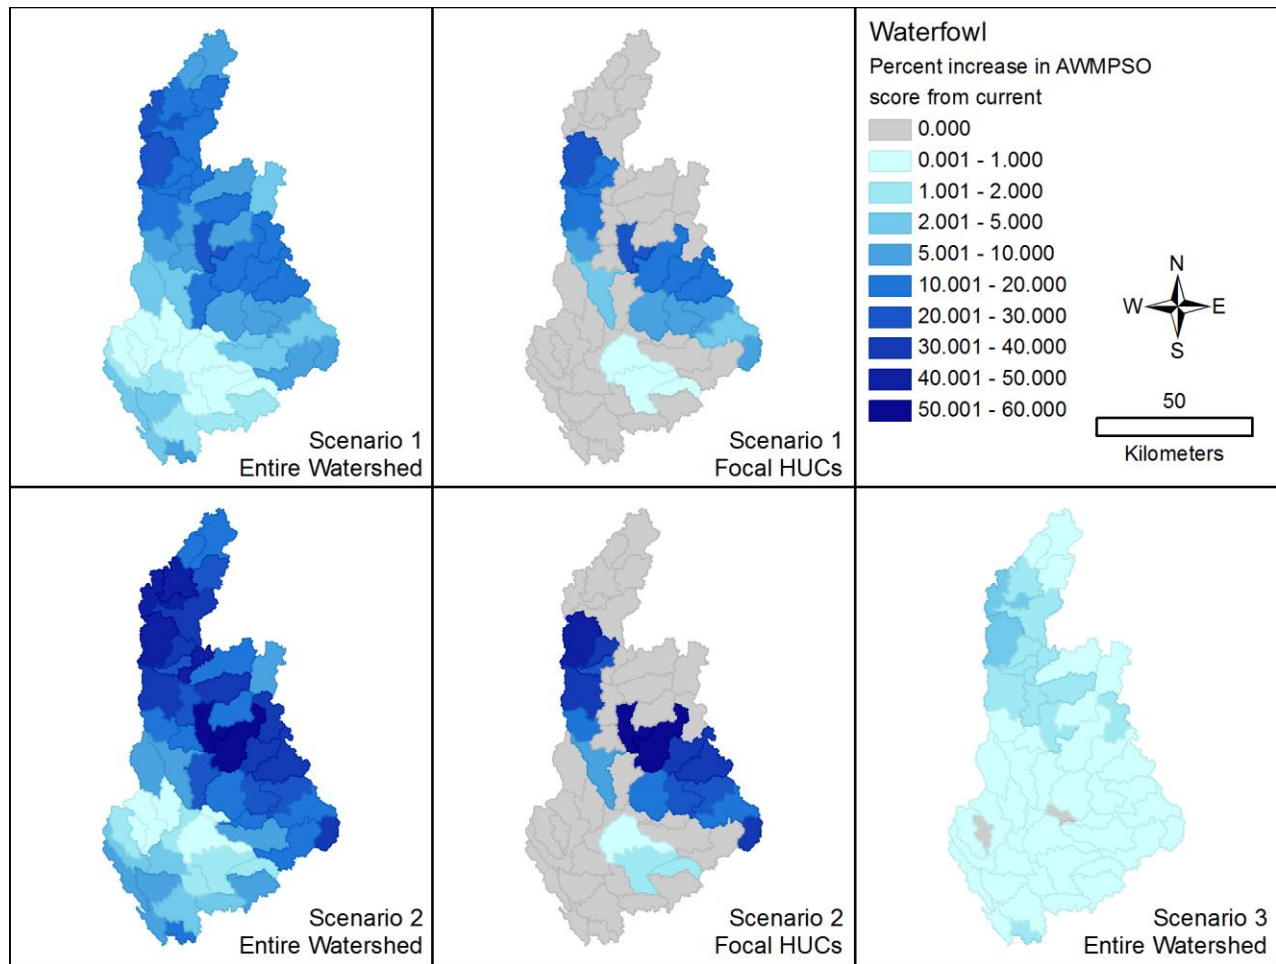 Scenario 1
Entire Watershed
Scenario 1
Focal HUCs
Waterfowl
Percent increase in AWMPSO
score from current
0.000
0.001 - 1.000
1.001 - 2.000
2.001 - 5.000
5.001 - 10.000
10.001 - 20.000
20.001 - 30.000
30.001 - 40.000
40.001 - 50.000
50.001 - 60.000
N
W E
S
50
Kilometers
Scenario 2
Entire Watershed
Scenario 2
Focal HUCs
Scenario 3
Entire Watershed